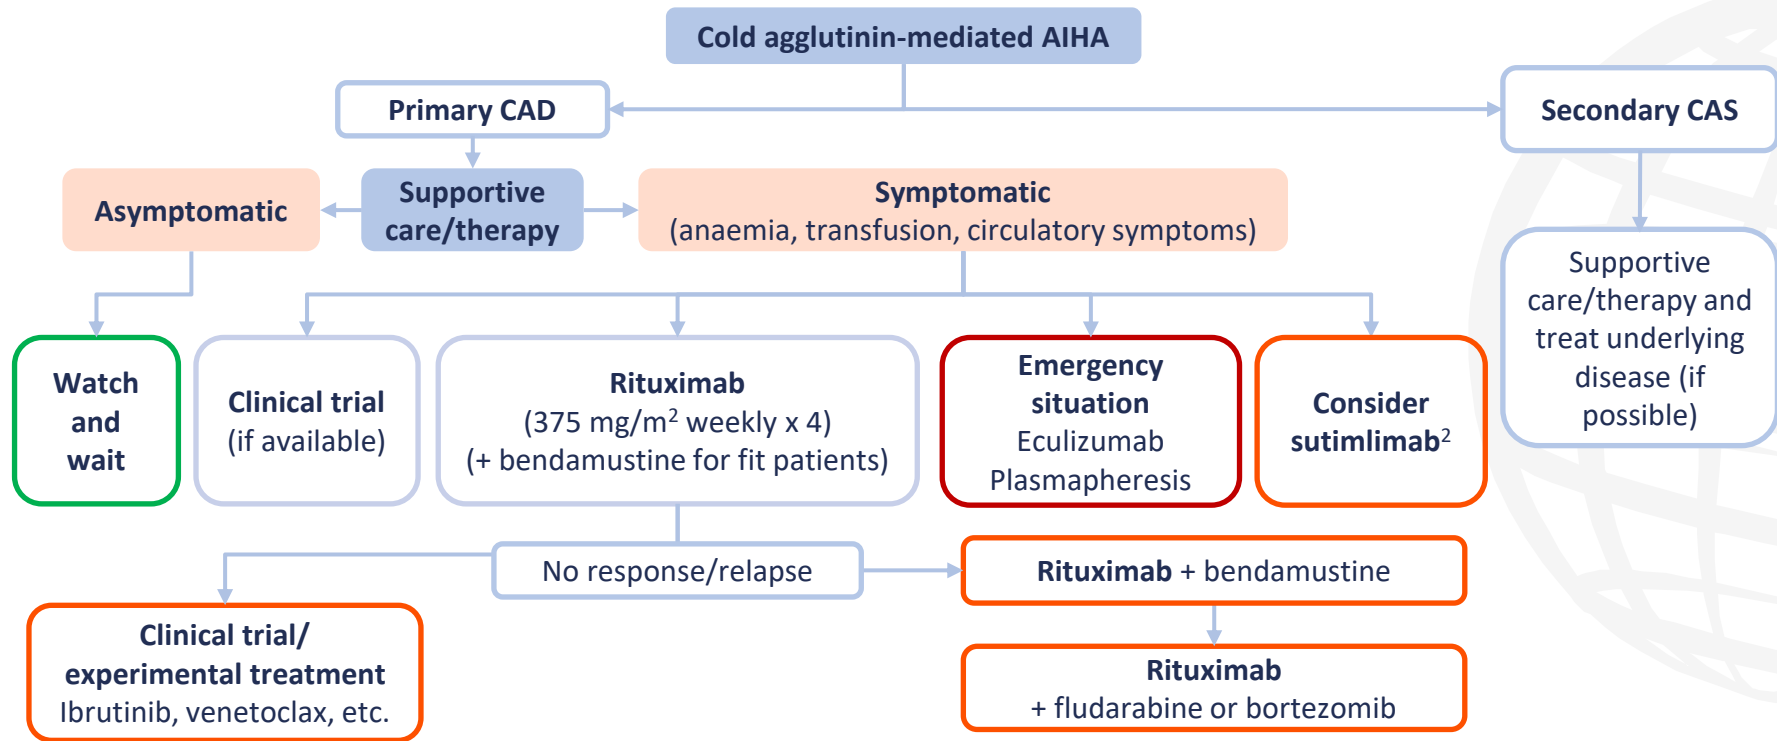 Cold agglutinin-mediated AIHA
Primary CAD
Secondary CAS
Asymptomatic
Supportive
care/therapy
Symptomatic
(anaemia, transfusion, circulatory symptoms)
Supportive
care/therapy and
treat underlying
disease (if
possible)
Watch
and
wait
Clinical trial
(if available)
Rituximab
(375 mg/m² weekly x 4)
(+ bendamustine for fit patients)
Emergency
situation
Eculizumab
Plasmapheresis
Consider
sutimlimab²
No response/relapse
Rituximab + bendamustine
Clinical trial/
experimental treatment
Ibrutinib, venetoclax, etc.
Rituximab
+ fludarabine or bortezomib